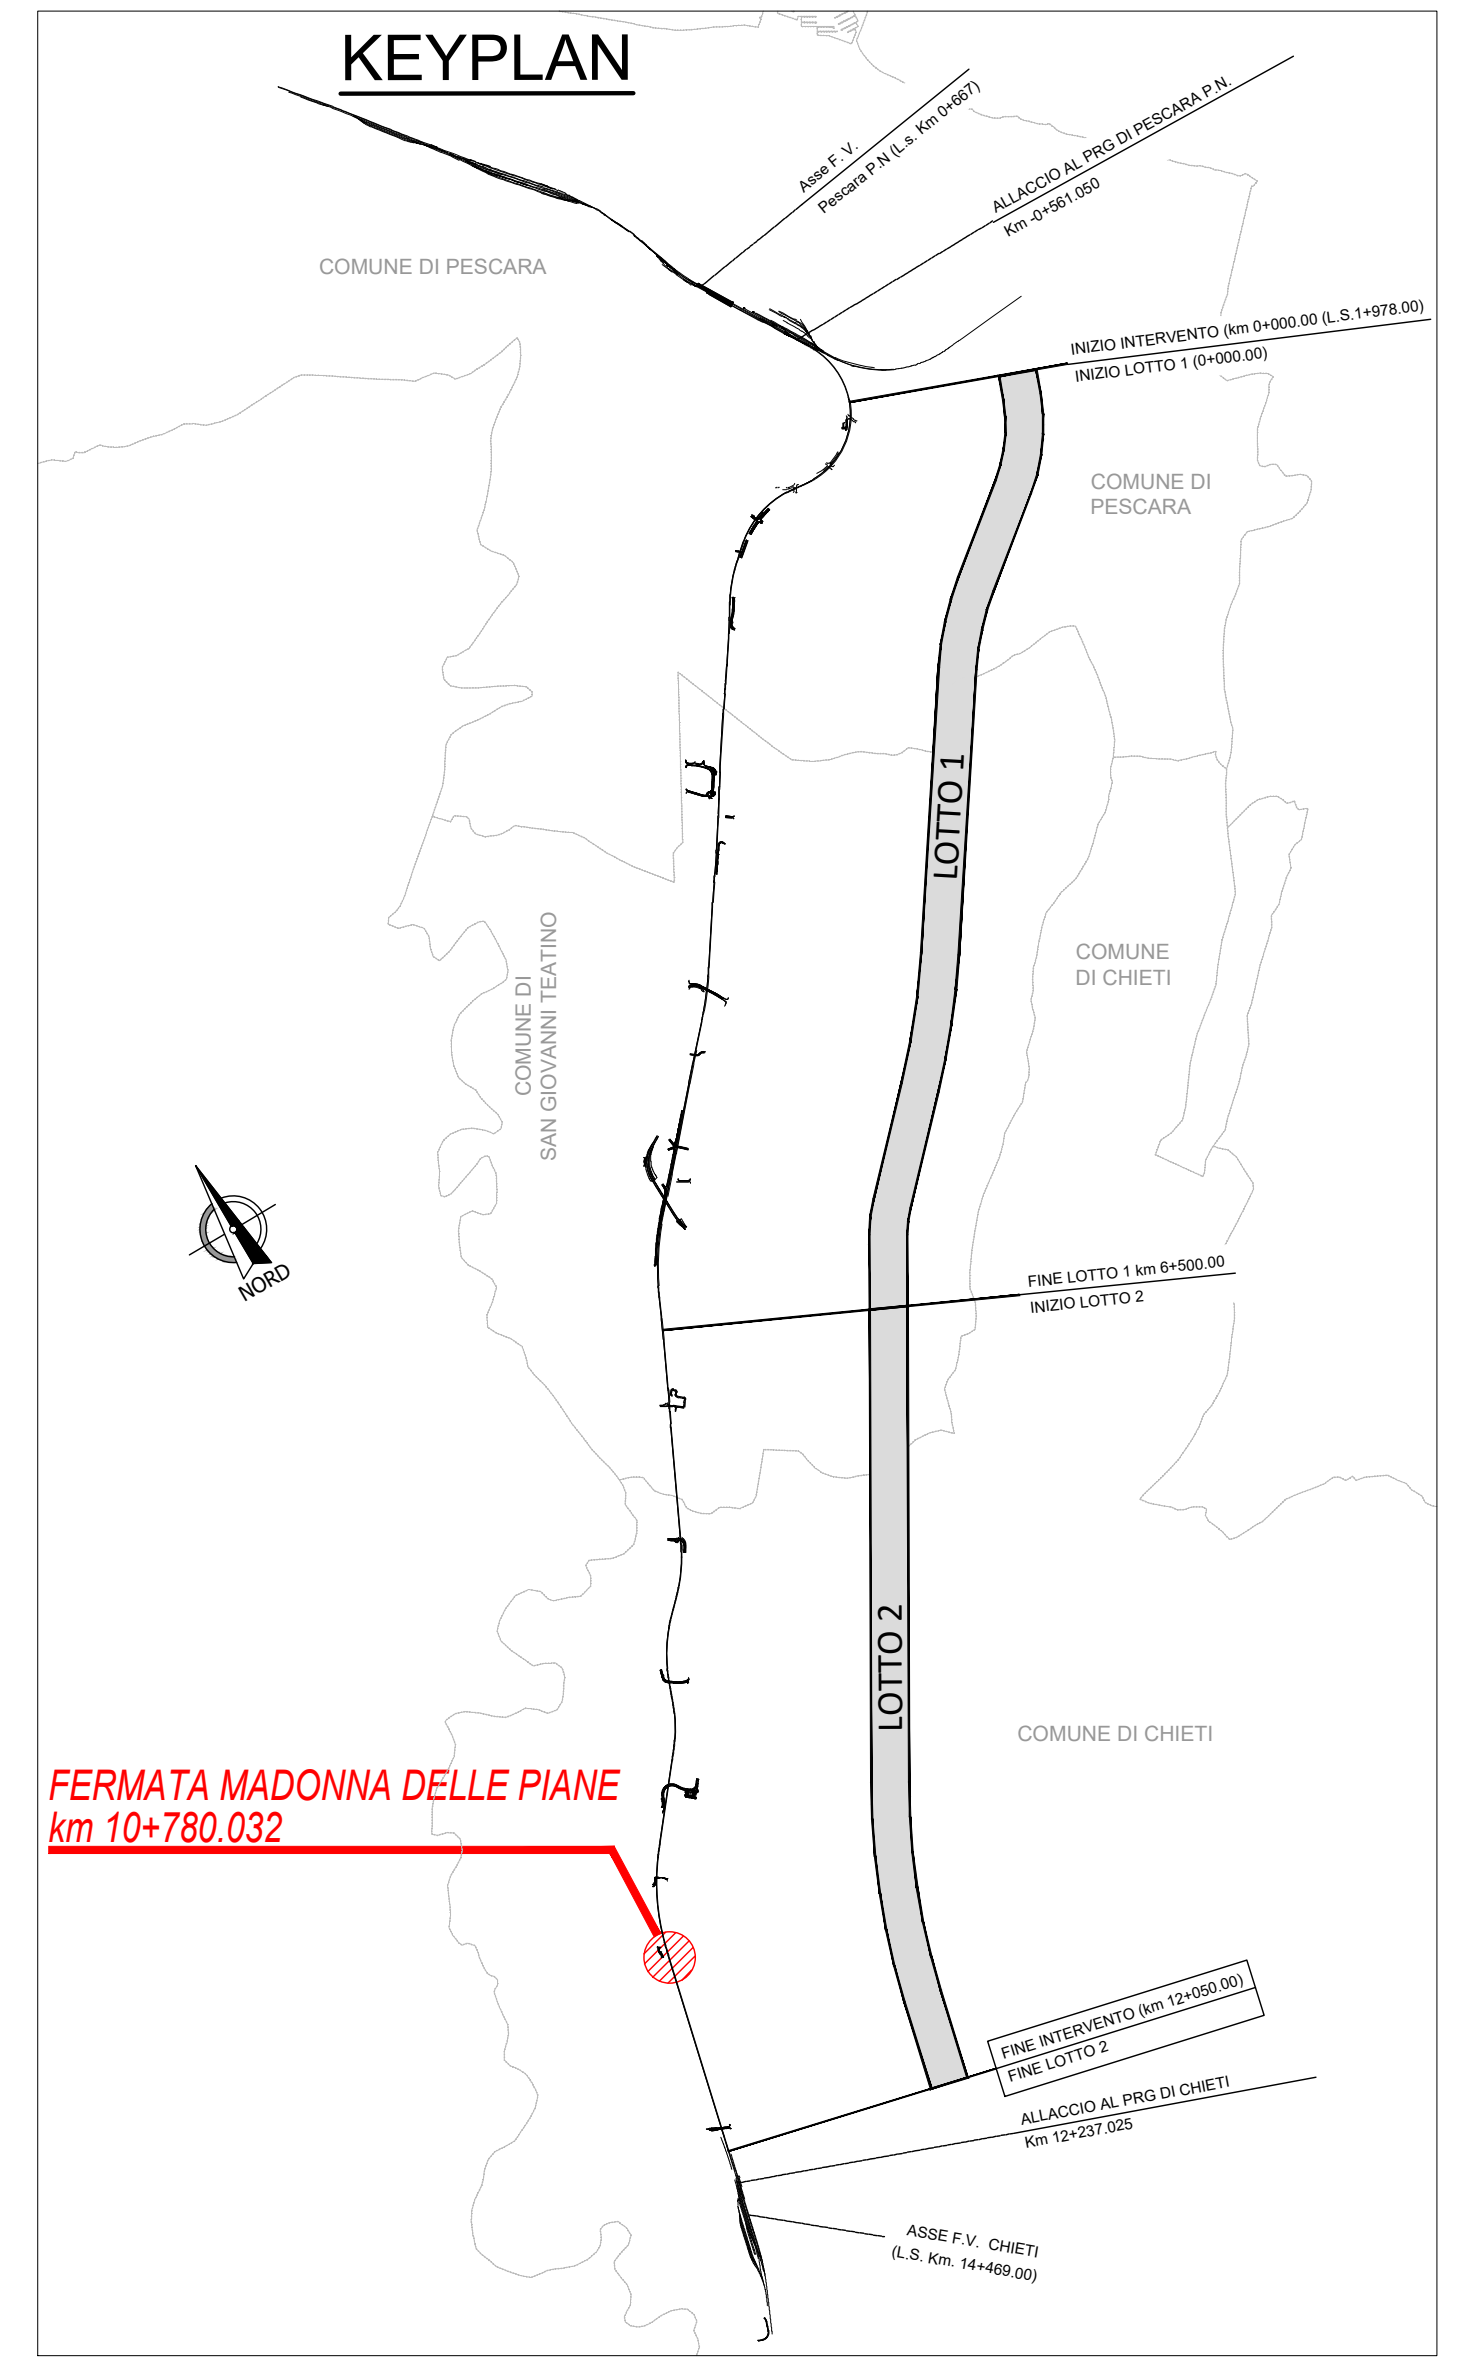 KEYPLAN
Asse F. V.
Pescara P.N (L.s. Km 0+667)
ALLACCIO AL PRG DI PESCARA P.N.
Km -0+561.050
COMUNE DI PESCARA
INIZIO INTERVENTO (km 0+000.00 (L.S.1+978.00)
INIZIO LOTTO 1 (0+000.00)
COMUNE DI
PESCARA
LOTTO 1
COMUNE DI
SAN GIOVANNI TEATINO
COMUNE
DI CHIETI
NORD
FINE LOTTO 1 km 6+500.00
INIZIO LOTTO 2
LOTTO 2
COMUNE DI CHIETI
FERMATA MADONNA DELLE PIANE
km 10+780.032
FINE INTERVENTO (km 12+050.00)
FINE LOTTO 2
ALLACCIO AL PRG DI CHIETI
Km 12+237.025
ASSE F.V. CHIETI
(L.S. Km. 14+469.00)